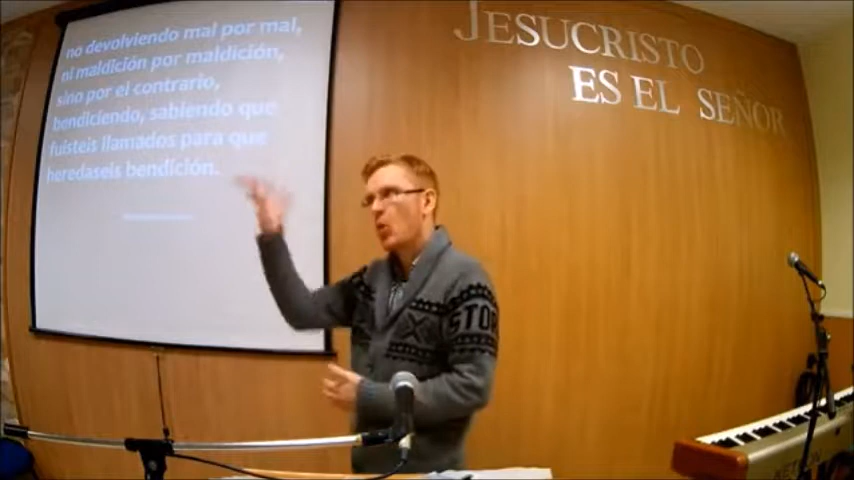 no devolviendo mal por mal,
ni maldición por maldición,
sino por el contrario,
bendiciendo, sabiendo que
fuisteis llamados para que
heredaseis bendición.
JESUCRISTO
ES EL SEÑOR
STOR
KETRON